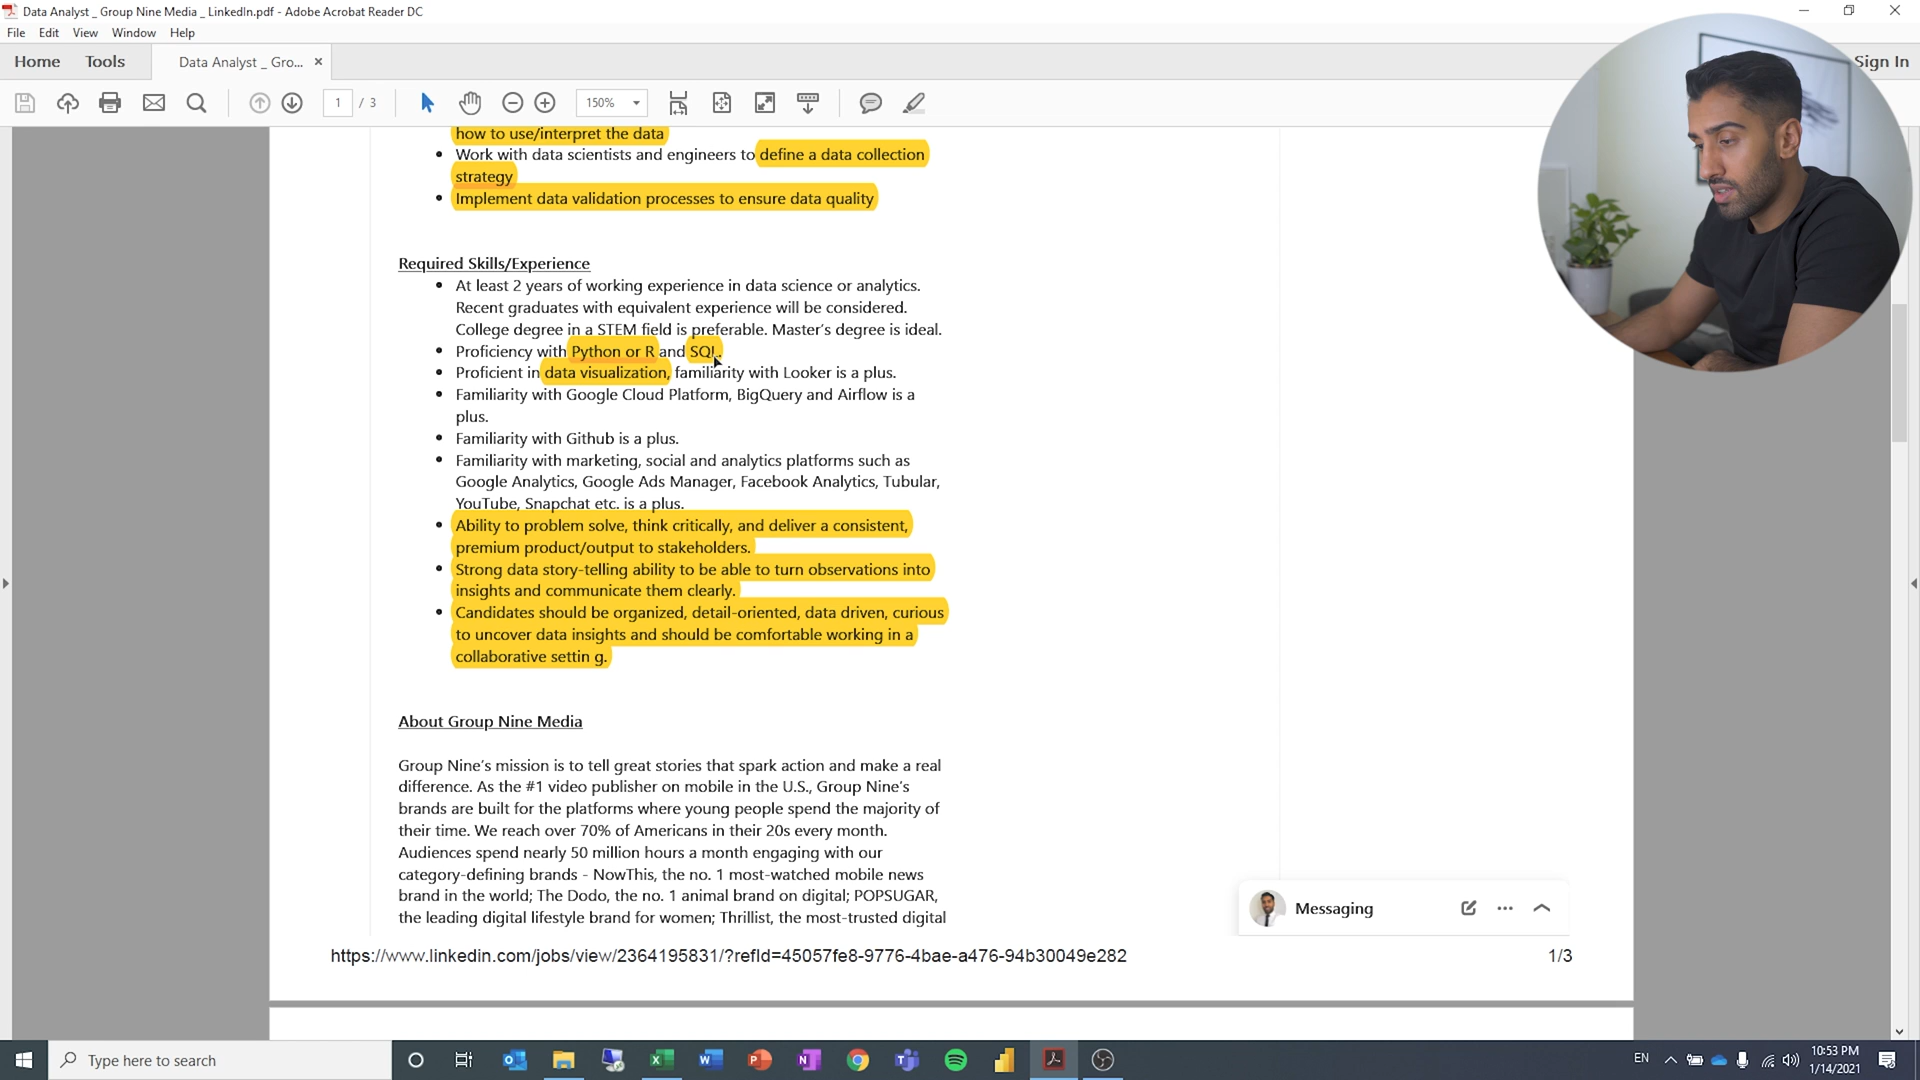 Data Analyst _ Group Nine Media _ LinkedIn.pdf - Adobe Acrobat Reader DC
File Edit View Window Help
Home Tools Data Analyst _ Gro... × Sign In
1 / 3 150%
how to use/interpret the data
• Work with data scientists and engineers to define a data collection
strategy
• Implement data validation processes to ensure data quality
Required Skills/Experience
• At least 2 years of working experience in data science or analytics.
Recent graduates with equivalent experience will be considered.
College degree in a STEM field is preferable. Master's degree is ideal.
• Proficiency with Python or R and SQL.
• Proficient in data visualization, familiarity with Looker is a plus.
• Familiarity with Google Cloud Platform, BigQuery and Airflow is a
plus.
• Familiarity with Github is a plus.
• Familiarity with marketing, social and analytics platforms such as
Google Analytics, Google Ads Manager, Facebook Analytics, Tubular,
YouTube, Snapchat etc. is a plus.
• Ability to problem solve, think critically, and deliver a consistent,
premium product/output to stakeholders.
• Strong data story-telling ability to be able to turn observations into
insights and communicate them clearly.
• Candidates should be organized, detail-oriented, data driven, curious
to uncover data insights and should be comfortable working in a
collaborative settin g.
About Group Nine Media
Group Nine's mission is to tell great stories that spark action and make a real
difference. As the #1 video publisher on mobile in the U.S., Group Nine's
brands are built for the platforms where young people spend the majority of
their time. We reach over 70% of Americans in their 20s every month.
Audiences spend nearly 50 million hours a month engaging with our
category-defining brands - NowThis, the no. 1 most-watched mobile news
brand in the world; The Dodo, the no. 1 animal brand on digital; POPSUGAR,
the leading digital lifestyle brand for women; Thrillist, the most-trusted digital
Messaging
https://www.linkedin.com/jobs/view/2364195831/?refId=45057fe8-9776-4bae-a476-94b30049e282 1/3
Type here to search
EN 10:53 PM
1/14/2021